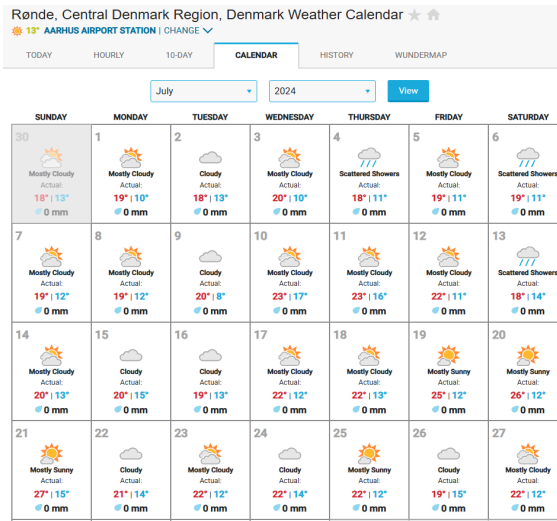 Rønde, Central Denmark Region, Denmark Weather Calendar
13° AARHUS AIRPORT STATION | CHANGE
TODAY HOURLY 10-DAY CALENDAR HISTORY WUNDERMAP
July 2024 View
SUNDAY MONDAY TUESDAY WEDNESDAY THURSDAY FRIDAY SATURDAY
30 1 2 3 4 5 6
Mostly Cloudy Mostly Cloudy Cloudy Mostly Cloudy Scattered Showers Mostly Cloudy Scattered Showers
Actual: Actual: Actual: Actual: Actual: Actual: Actual:
18° | 13° 19° | 10° 18° | 13° 20° | 10° 18° | 11° 19° | 11° 19° | 11°
0 mm 0 mm 0 mm 0 mm 0 mm 0 mm 0 mm
7 8 9 10 11 12 13
Mostly Cloudy Mostly Cloudy Cloudy Mostly Cloudy Mostly Cloudy Mostly Cloudy Scattered Showers
Actual: Actual: Actual: Actual: Actual: Actual: Actual:
19° | 12° 19° | 12° 20° | 8° 23° | 17° 23° | 16° 22° | 11° 18° | 14°
0 mm 0 mm 0 mm 0 mm 0 mm 0 mm 0 mm
14 15 16 17 18 19 20
Mostly Cloudy Cloudy Cloudy Mostly Cloudy Mostly Cloudy Mostly Sunny Mostly Sunny
Actual: Actual: Actual: Actual: Actual: Actual: Actual:
20° | 13° 20° | 15° 19° | 13° 22° | 12° 22° | 13° 25° | 12° 26° | 12°
0 mm 0 mm 0 mm 0 mm 0 mm 0 mm 0 mm
21 22 23 24 25 26 27
Mostly Sunny Cloudy Mostly Cloudy Cloudy Mostly Sunny Cloudy Mostly Cloudy
Actual: Actual: Actual: Actual: Actual: Actual: Actual:
27° | 15° 21° | 14° 22° | 12° 22° | 14° 22° | 12° 19° | 15° 22° | 12°
0 mm 0 mm 0 mm 0 mm 0 mm 0 mm 0 mm